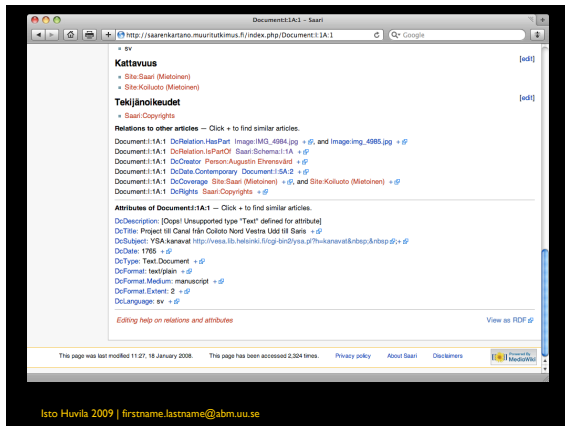 Document:I:1A:1 – Saari
http://saarenkartano.muuritutkimus.fi/index.php/Document:I:1A:1
Google
sv
Kattavuus [edit]
Site:Saari (Mietoinen)
Site:Koiluoto (Mietoinen)
Tekijänoikeudet [edit]
Saari:Copyrights
Relations to other articles — Click + to find similar articles.
Document:I:1A:1 DcRelation.HasPart Image:IMG_4984.jpg +, and Image:img_4985.jpg +
Document:I:1A:1 DcRelation.IsPartOf Saari:Schema:I:1A +
Document:I:1A:1 DcCreator Person:Augustin Ehrensvärd +
Document:I:1A:1 DcDate.Contemporary Document:I:5A:2 +
Document:I:1A:1 DcCoverage Site:Saari (Mietoinen) +, and Site:Koiluoto (Mietoinen) +
Document:I:1A:1 DcRights Saari:Copyrights +
Attributes of Document:I:1A:1 — Click + to find similar articles.
DcDescription: [Oops! Unsupported type "Text" defined for attribute]
DcTitle: Project till Canal från Coiloto Nord Vestra Udd till Saris +
DcSubject: YSA:kanavat http://vesa.lib.helsinki.fi/cgi-bin2/ysa.pl?h=kanavat&nbsp;&nbsp;+
DcDate: 1765 +
DcType: Text.Document +
DcFormat: text/plain +
DcFormat.Medium: manuscript +
DcFormat.Extent: 2 +
DcLanguage: sv +
Editing help on relations and attributes View as RDF
This page was last modified 11:27, 18 January 2008. This page has been accessed 2,324 times. Privacy policy About Saari Disclaimers Powered By MediaWiki
Isto Huvila 2009 | firstname.lastname@abm.uu.se